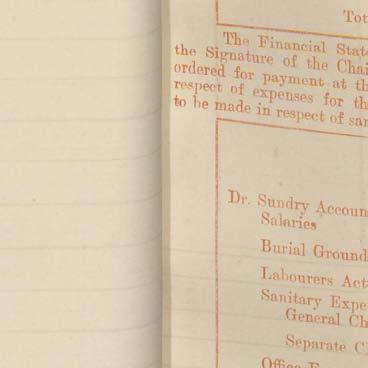 Tot
The Financial State
the Signature of the Chai
ordered for payment at th
respect of expenses for th
to be made in respect of san
Dr. Sundry Accoun
Salaries
Burial Ground
Labourers Act
Sanitary Expe
General Ch
Separate C
Office E